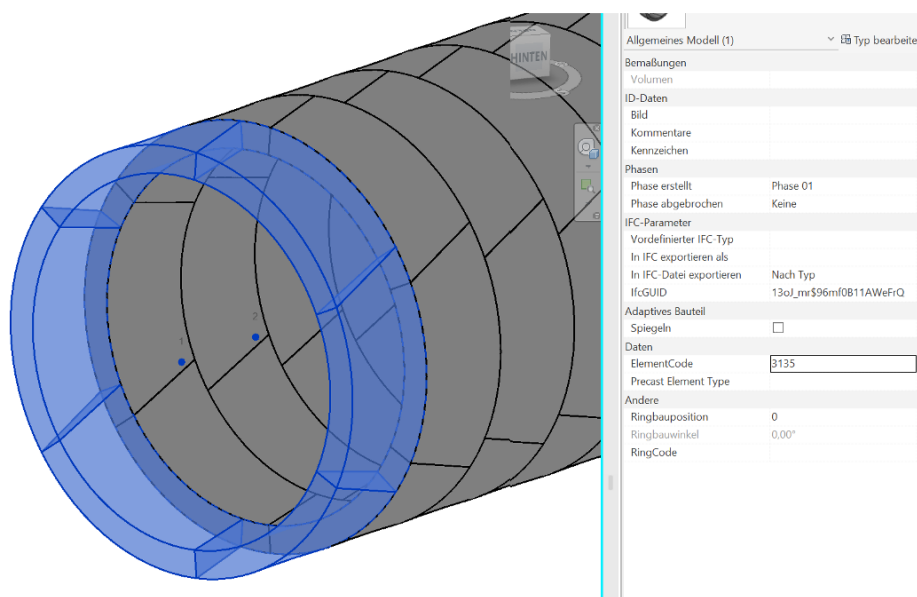 HINTEN
1
2
Allgemeines Modell (1)
Typ bearbeite
Bemaßungen
Volumen
ID-Daten
Bild
Kommentare
Kennzeichen
Phasen
Phase erstellt Phase 01
Phase abgebrochen Keine
IFC-Parameter
Vordefinierter IFC-Typ
In IFC exportieren als
In IFC-Datei exportieren Nach Typ
IfcGUID 13oJ_mr$96mf0B11AWeFrQ
Adaptives Bauteil
Spiegeln
Daten
ElementCode 3135
Precast Element Type
Andere
Ringbauposition 0
Ringbauwinkel 0,00°
RingCode